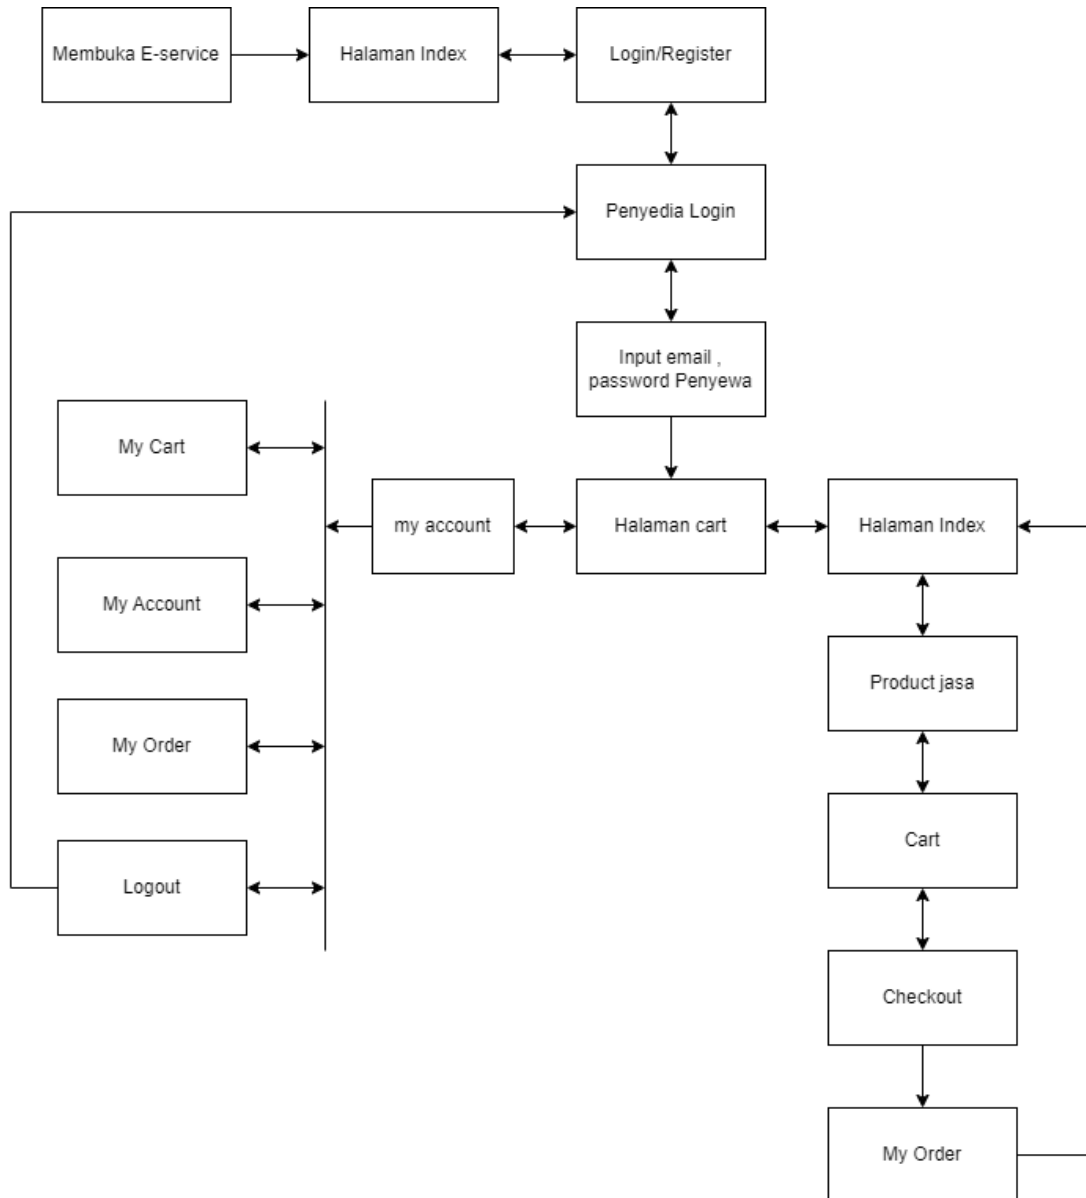 Membuka E-service
Halaman Index
Login/Register
Penyedia Login
Input email ,
password Penyewa
My Cart
my account
Halaman cart
Halaman Index
My Account
Product jasa
My Order
Cart
Logout
Checkout
My Order